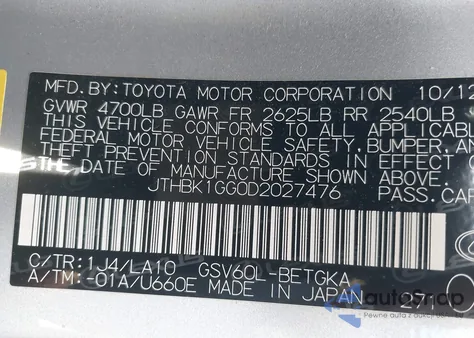 MFD.BY:TOYOTA MOTOR CORPORATION 10/12
GVWR 4700LB GAWR FR 2625LB RR 2540LB
THIS VEHICLE CONFORMS TO ALL APPLICABL
FEDERAL MOTOR VEHICLE SAFETY,BUMPER,AN
THEFT PREVENTION STANDARDS IN EFFECT
THE DATE OF MANUFACTURE SHOWN ABOVE.
JTHBK1GG0D2027476 PASS.CAR
C/TR:1J4/LA10 GSV60L-BETGKA
A/TM:-01A/U660E MADE IN JAPAN
autoSnap